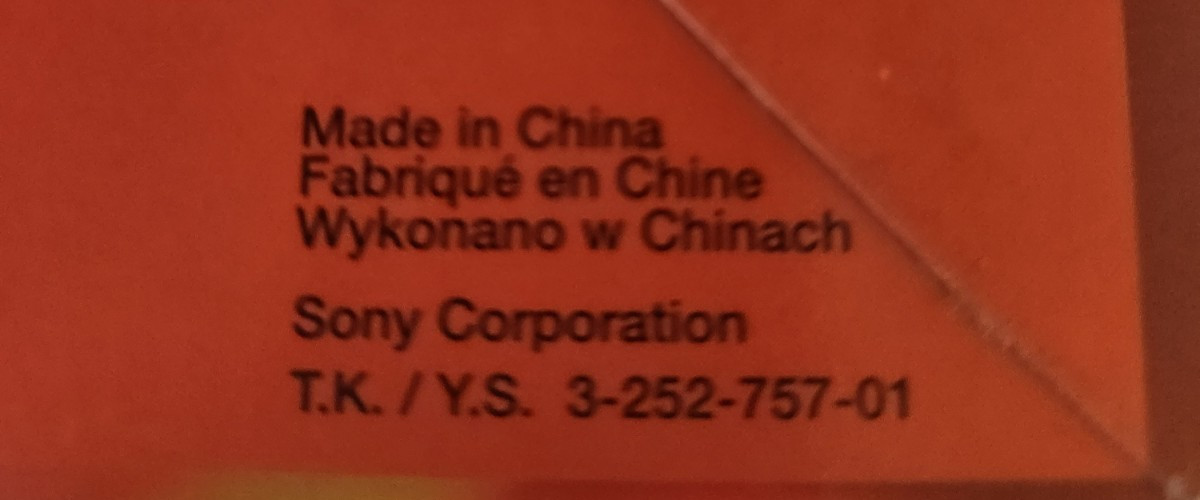 Made in China
Fabriqué en Chine
Wykonano w Chinach
Sony Corporation
T.K. / Y.S. 3-252-757-01